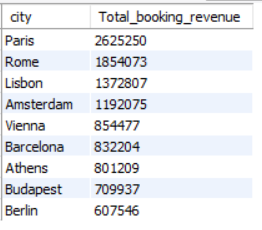 city Total_booking_revenue
Paris 2625250
Rome 1854073
Lisbon 1372807
Amsterdam 1192075
Vienna 854477
Barcelona 832204
Athens 801209
Budapest 709937
Berlin 607546